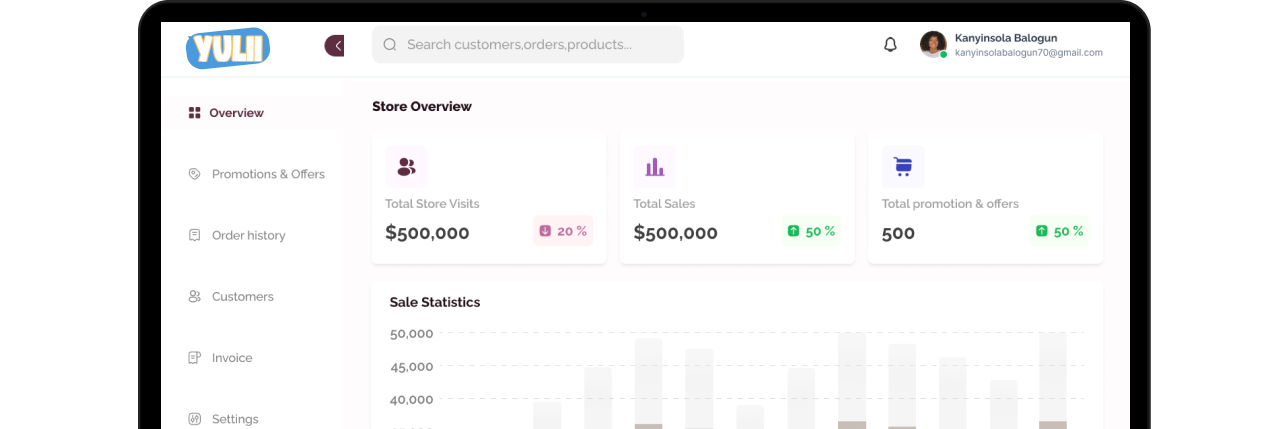 YULII
Search customers,orders,products...
Kanyinsola Balogun
kanyinsolabalogun70@gmail.com
Overview
Promotions & Offers
Order history
Customers
Invoice
Settings
Store Overview
Total Store Visits
$500,000
20 %
Total Sales
$500,000
50 %
Total promotion & offers
500
50 %
Sale Statistics
50,000
45,000
40,000